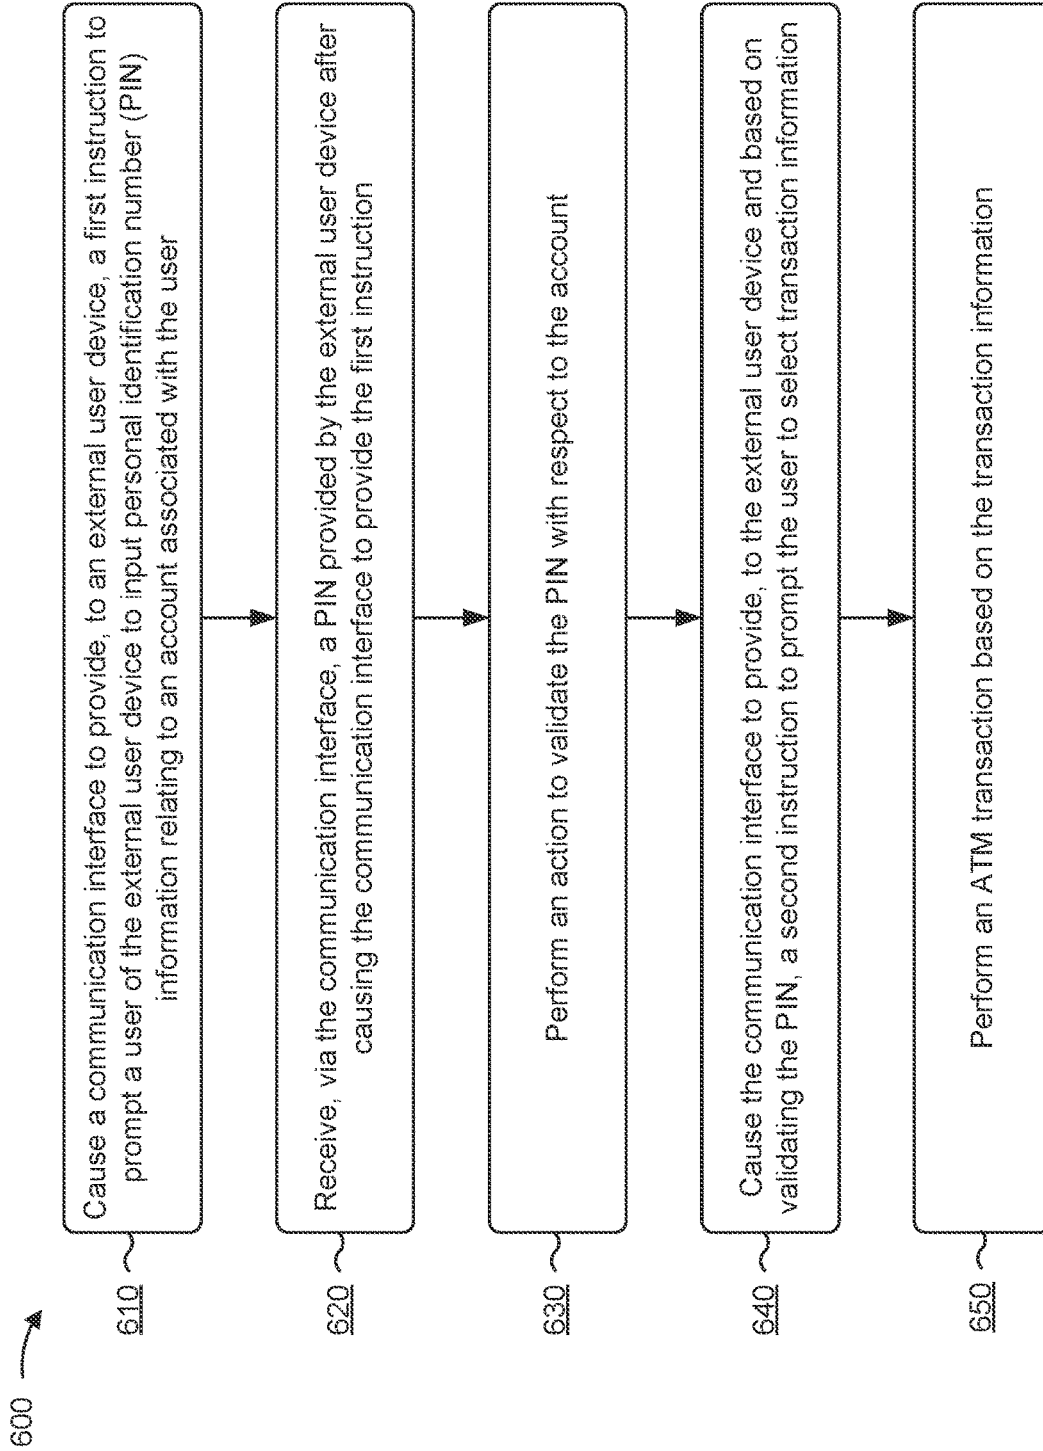 600
610
Cause a communication interface to provide, to an external user device, a first instruction to
prompt a user of the external user device to input personal identification number (PIN)
information relating to an account associated with the user
620
Receive, via the communication interface, a PIN provided by the external user device after
causing the communication interface to provide the first instruction
630
Perform an action to validate the PIN with respect to the account
640
Cause the communication interface to provide, to the external user device and based on
validating the PIN, a second instruction to prompt the user to select transaction information
650
Perform an ATM transaction based on the transaction information